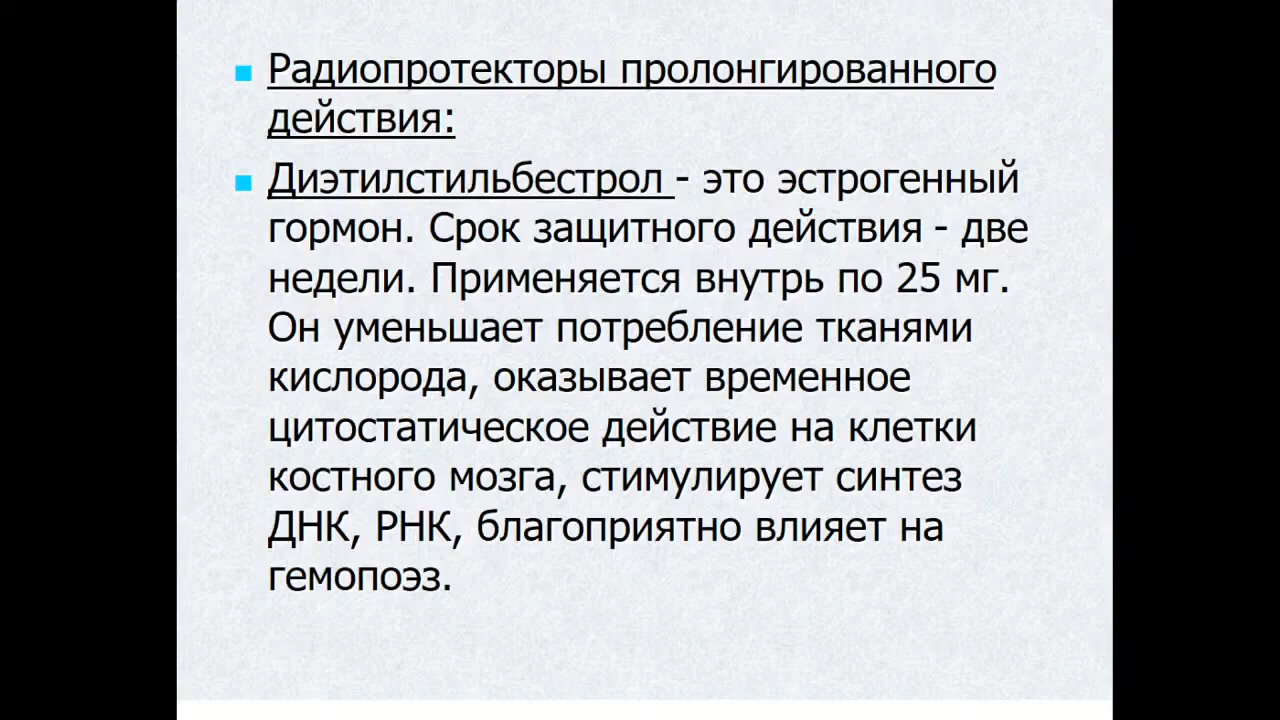 Радиопротекторы пролонгированного
действия:
Диэтилстильбестрол - это эстрогенный
гормон. Срок защитного действия - две
недели. Применяется внутрь по 25 мг.
Он уменьшает потребление тканями
кислорода, оказывает временное
цитостатическое действие на клетки
костного мозга, стимулирует синтез
ДНК, РНК, благоприятно влияет на
гемопоэз.